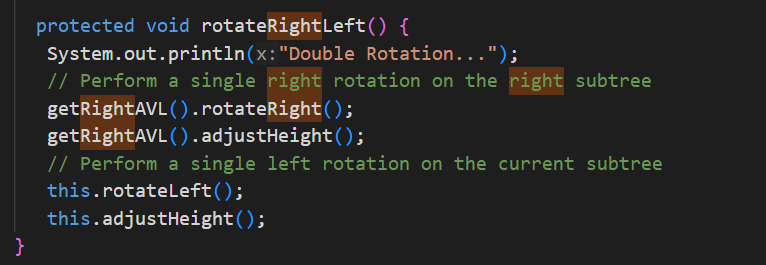 protected void rotateRightLeft() {
System.out.println(x:"Double Rotation...");
// Perform a single right rotation on the right subtree
getRightAVL().rotateRight();
getRightAVL().adjustHeight();
// Perform a single left rotation on the current subtree
this.rotateLeft();
this.adjustHeight();
}